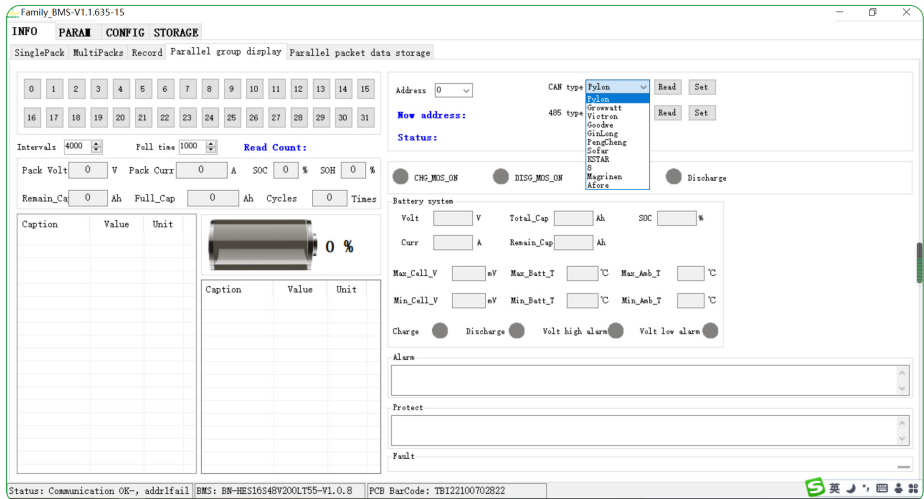 Family_BMS-V1.1.635-15
INFO PARAM CONFIG STORAGE
SinglePack MultiPacks Record Parallel group display Parallel packet data storage
0 1 2 3 4 5 6 7 8 9 10 11 12 13 14 15
16 17 18 19 20 21 22 23 24 25 26 27 28 29 30 31
Intervals 4000 Poll time 1000 Read Count:
Pack Volt 0 V Pack Curr 0 A SOC 0 % SOH 0 %
Remain_Ca 0 Ah Full_Cap 0 Ah Cycles 0 Times
Caption Value Unit
0 %
Caption Value Unit
Address 0 CAN type Pylon Read Set
Now address: 485 type Read Set
Status:
Pylon
Growatt
Victron
Goodwe
GinLong
PengCheng
Sofar
ESTAR
8
Magrinen
Afore
CHG_MOS_ON DISG_MOS_ON Discharge
Battery system
Volt V Total_Cap Ah SOC %
Curr A Remain_Cap Ah
Max_Cell_V mV Max_Batt_T ℃ Max_Amb_T ℃
Min_Cell_V mV Min_Batt_T ℃ Min_Amb_T ℃
Charge Discharge Volt high alarm Volt low alarm
Alarm
Protect
Fault
Status: Communication OK-, addr1fail BMS: BN-HES16S48V200LT55-V1.0.8 PCB BarCode: TBI22100702822
英